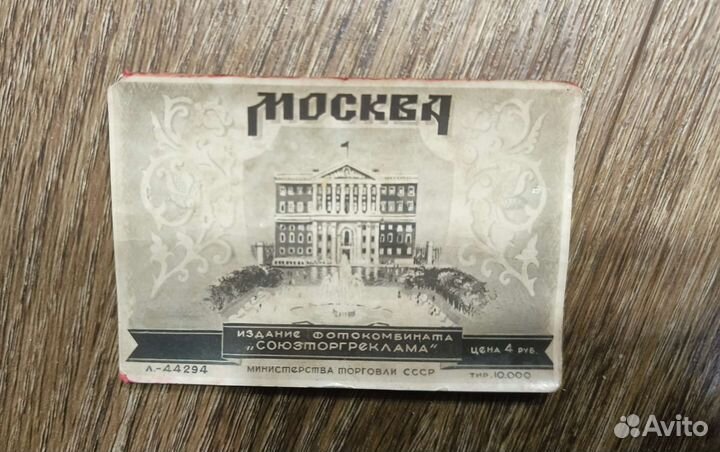 МОСКВА
ИЗДАНИЕ ФОТОКОМБИНАТА
„СОЮЗТОРГРЕКЛАМА"
ЦЕНА 4 РУБ.
Л.-44294
МИНИСТЕРСТВА ТОРГОВЛИ СССР
ТИР. 10.000
Avito